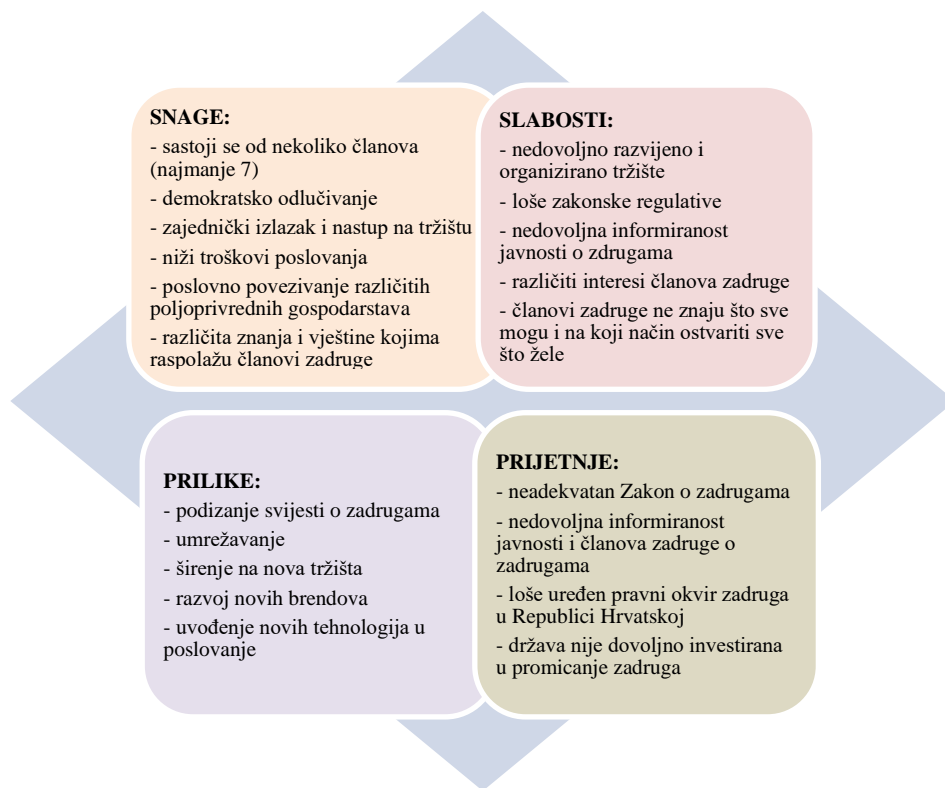 SNAGE:
- sastoji se od nekoliko članova
(najmanje 7)
- demokratsko odlučivanje
- zajednički izlazak i nastup na tržištu
- niži troškovi poslovanja
- poslovno povezivanje različitih
poljoprivrednih gospodarstava
- različita znanja i vještine kojima
raspolažu članovi zadruge
SLABOSTI:
- nedovoljno razvijeno i
organizirano tržište
- loše zakonske regulative
- nedovoljna informiranost
javnosti o zdrugama
- različiti interesi članova zadruge
- članovi zadruge ne znaju što sve
mogu i na koji način ostvariti sve
što žele
PRILIKE:
- podizanje svijesti o zadrugama
- umrežavanje
- širenje na nova tržišta
- razvoj novih brendova
- uvođenje novih tehnologija u
poslovanje
PRIJETNJE:
- neadekvatan Zakon o zadrugama
- nedovoljna informiranost
javnosti i članova zadruge o
zadrugama
- loše uređen pravni okvir zadruga
u Republici Hrvatskoj
- država nije dovoljno investirana
u promicanje zadruga